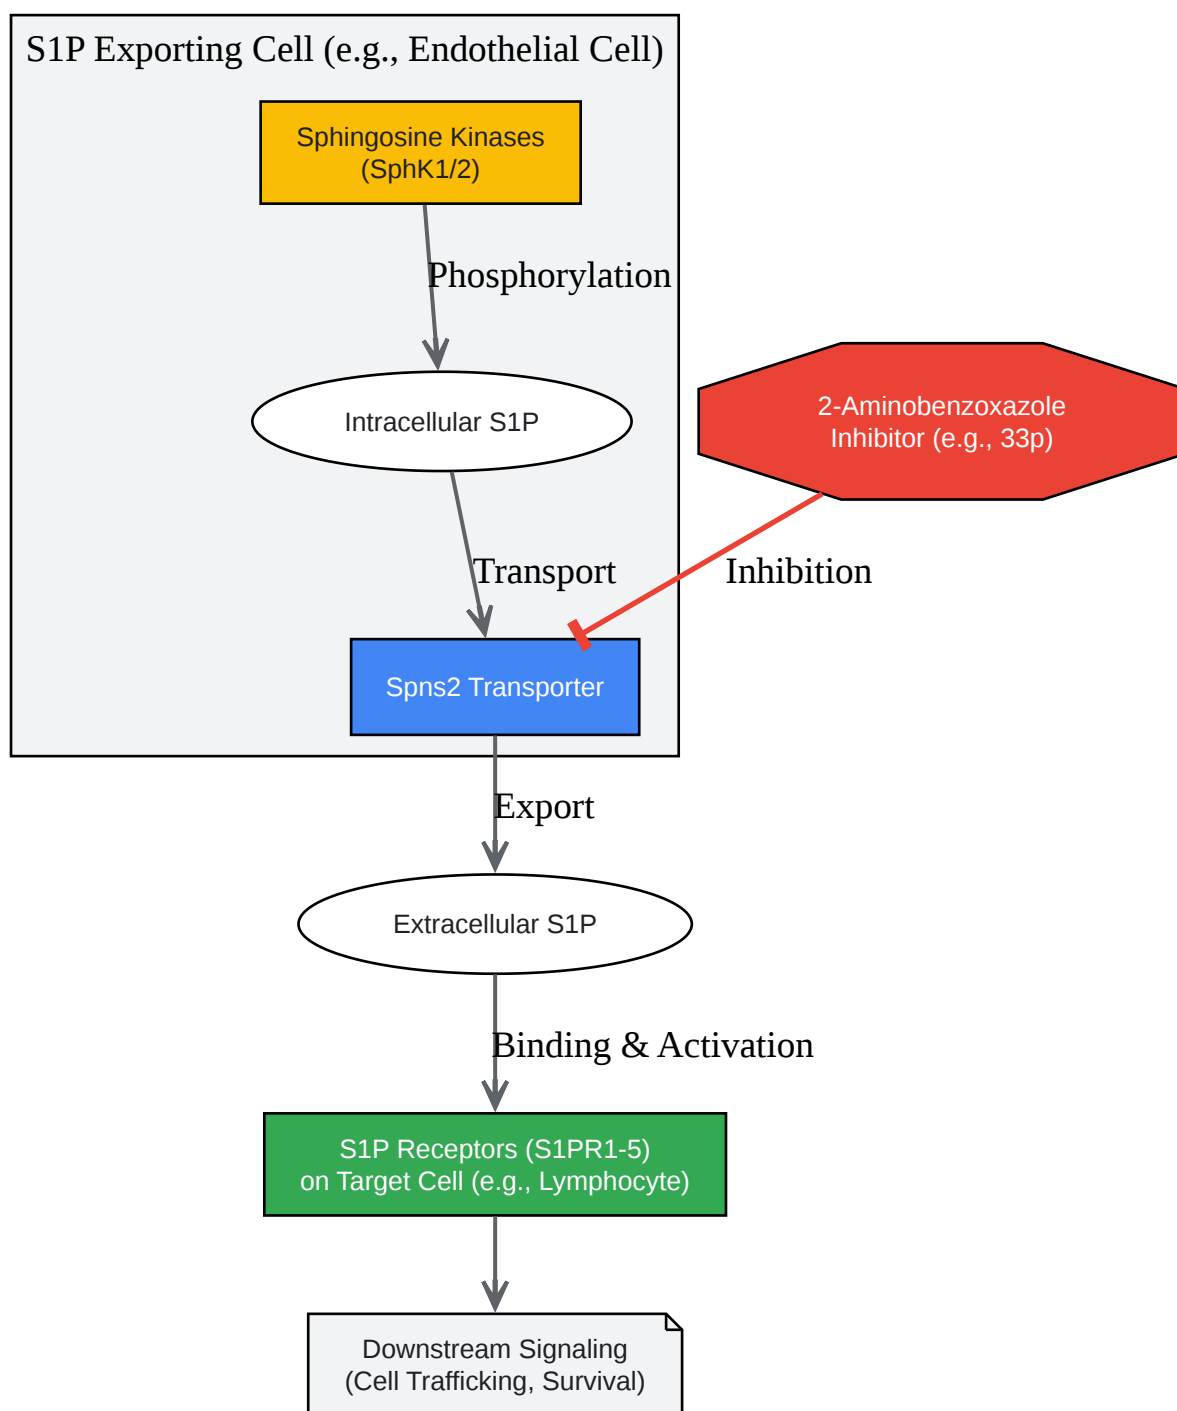 S1P Exporting Cell (e.g., Endothelial Cell)
Sphingosine Kinases
(SphK1/2)
Phosphorylation
Intracellular S1P
2-Aminobenzoxazole
Inhibitor (e.g., 33p)
Transport
Inhibition
Spns2 Transporter
Export
Extracellular S1P
Binding & Activation
S1P Receptors (S1PR1-5)
on Target Cell (e.g., Lymphocyte)
Downstream Signaling
(Cell Trafficking, Survival)